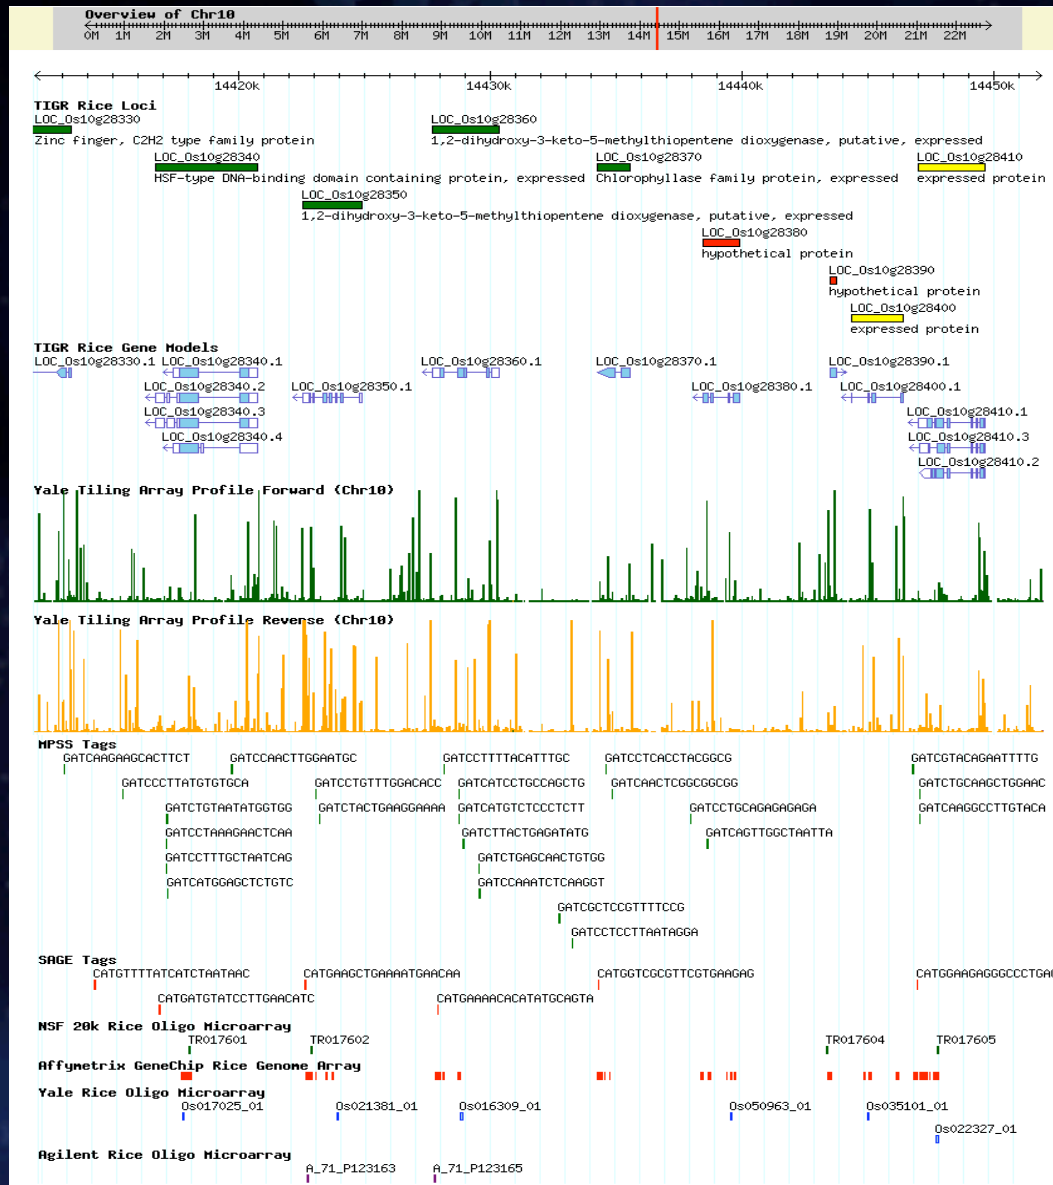 Overview of Chr10
0M 1M 2M 3M 4M 5M 6M 7M 8M 9M 10M 11M 12M 13M 14M 15M 16M 17M 18M 19M 20M 21M 22M
14420k 14430k 14440k 14450k
TIGR Rice Loci
LOC_Os10g28330 LOC_Os10g28360
Zinc finger, C2H2 type family protein 1,2-dihydroxy-3-keto-5-methylthiopentene dioxygenase, putative, expressed
LOC_Os10g28340 LOC_Os10g28370 LOC_Os10g28410
HSF-type DNA-binding domain containing protein, expressed Chlorophyllase family protein, expressed expressed protein
LOC_Os10g28350
1,2-dihydroxy-3-keto-5-methylthiopentene dioxygenase, putative, expressed
LOC_Os10g28380
hypothetical protein
LOC_Os10g28390
hypothetical protein
LOC_Os10g28400
expressed protein
TIGR Rice Gene Models
LOC_Os10g28330.1 LOC_Os10g28340.1 LOC_Os10g28360.1 LOC_Os10g28370.1 LOC_Os10g28390.1
LOC_Os10g28340.2 LOC_Os10g28350.1 LOC_Os10g28380.1 LOC_Os10g28400.1
LOC_Os10g28340.3 LOC_Os10g28410.1
LOC_Os10g28340.4 LOC_Os10g28410.3
LOC_Os10g28410.2
Yale Tiling Array Profile Forward (Chr10)
Yale Tiling Array Profile Reverse (Chr10)
MPSS Tags
GATCAAGAAGCACTTCT GATCCAACTTGGAATGC GATCCTTTTACATTTGC GATCCTCACCTACGGCG GATCGTACAGAATTTTG
GATCCCTTATGTGTGCA GATCCTGTTTGGACACC GATCATCCTGCCAGCTG GATCAACTCGGCGGCGG GATCTGCAAGCTGGAAC
GATCTGTAATATGGTGG GATCTACTGAAGGAAAA GATCATGTCTCCCTCTT GATCCTGCAGAGAGAGA GATCAAGGCCTTGTACA
GATCCTAAAGAACTCAA GATCTTACTGAGATATG GATCAGTTGGCTAATTA
GATCCTTTGCTAATCAG GATCTGAGCAACTGTGG
GATCATGGAGCTCTGTC GATCCAAATCTCAAGGT
GATCGCTCCGTTTTCCG
GATCCTCCTTAATAGGA
SAGE Tags
CATGTTTTATCATCTAATAAC CATGAAGCTGAAAATGAACAA CATGGTCGCGTTCGTGAAGAG CATGGAAGAGGGCCCTGA
CATGATGTATCCTTGAACATC CATGAAAACACATATGCAGTA
NSF 20k Rice Oligo Microarray
TR017601 TR017602 TR017604 TR017605
Affymetrix GeneChip Rice Genome Array
Yale Rice Oligo Microarray
Os017025_01 Os021381_01 Os016309_01 Os050963_01 Os035101_01
Os022327_01
Agilent Rice Oligo Microarray
A_71_P123163 A_71_P123165